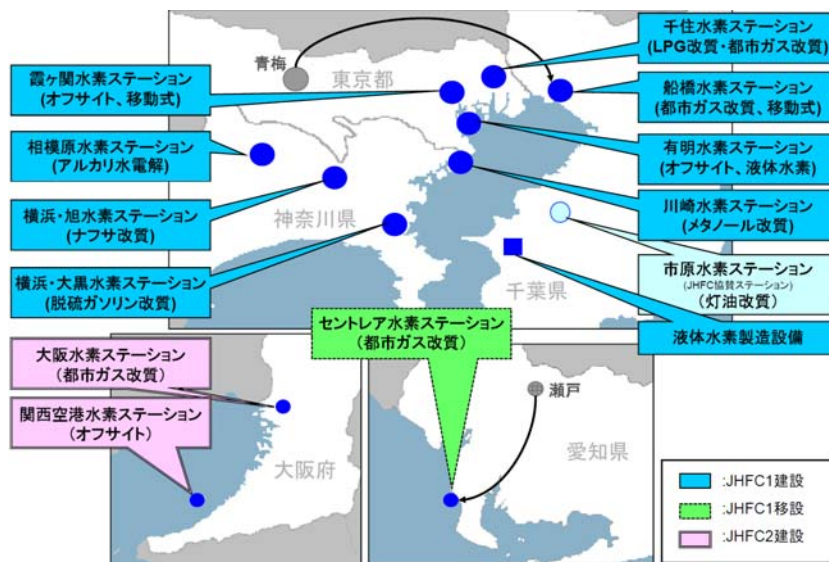 千住水素ステーション
(LPG改質・都市ガス改質)
青梅
東京都
霞ヶ関水素ステーション
(オフサイト、移動式)
船橋水素ステーション
(都市ガス改質、移動式)
相模原水素ステーション
(アルカリ水電解)
有明水素ステーション
(オフサイト、液体水素)
横浜・旭水素ステーション
(ナフサ改質)
神奈川県
川崎水素ステーション
(メタノール改質)
横浜・大黒水素ステーション
(脱硫ガソリン改質)
千葉県
市原水素ステーション
(JHFC協賛ステーション)
(灯油改質)
液体水素製造設備
セントレア水素ステーション
(都市ガス改質)
大阪水素ステーション
(都市ガス改質)
関西空港水素ステーション
(オフサイト)
大阪府
瀬戸
愛知県
:JHFC1建設
:JHFC1移設
:JHFC2建設